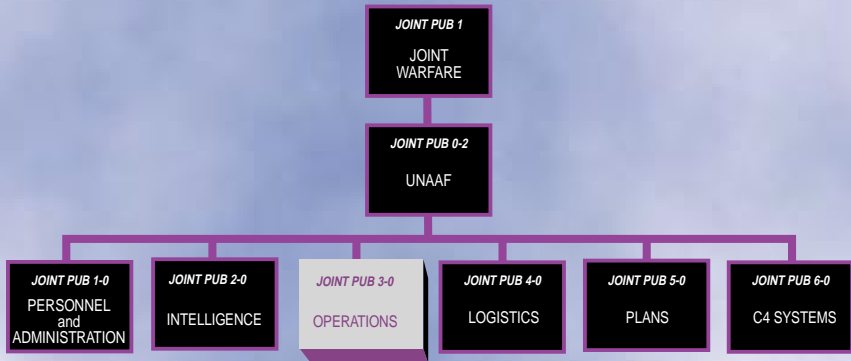 JOINT PUB 1
JOINT
WARFARE
JOINT PUB 0-2
UNAAF
JOINT PUB 1-0
PERSONNEL
and
ADMINISTRATION
JOINT PUB 2-0
INTELLIGENCE
JOINT PUB 3-0
OPERATIONS
JOINT PUB 4-0
LOGISTICS
JOINT PUB 5-0
PLANS
JOINT PUB 6-0
C4 SYSTEMS